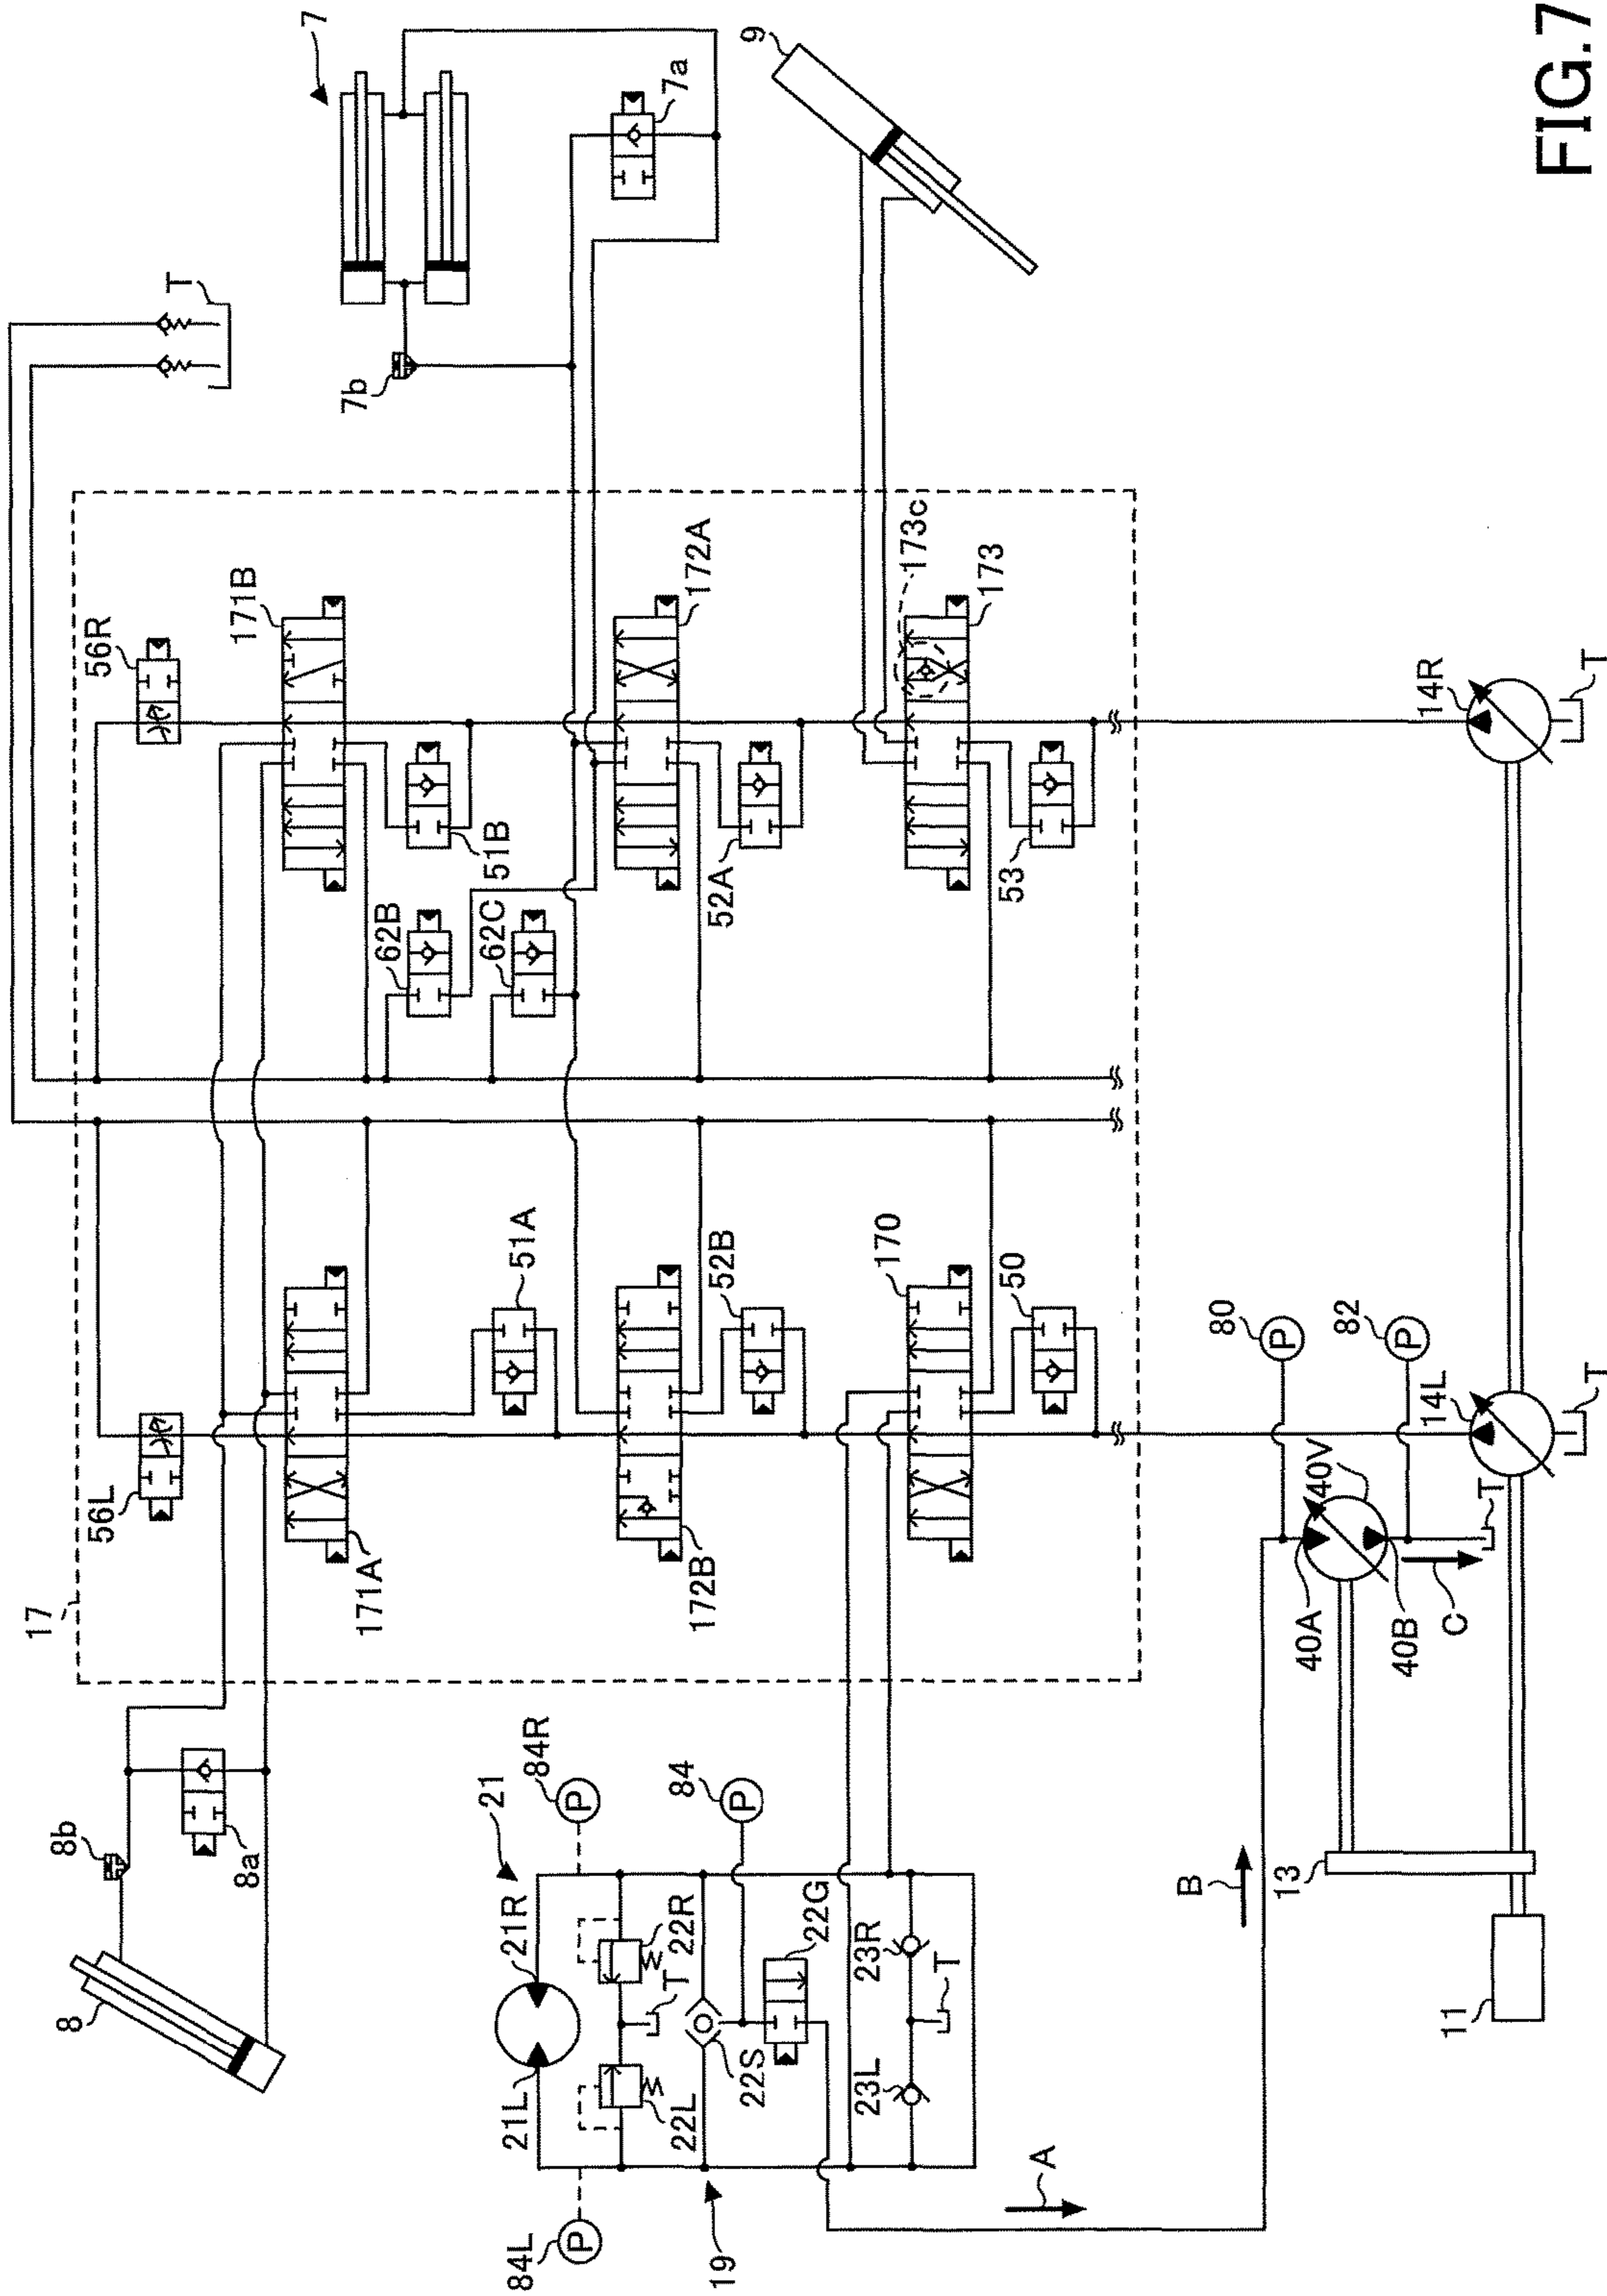 FIG.7
8
8b
8a
17
56L
56R
T
7
7b
7a
9
171A
171B
51A
51B
62B
62C
172B
172A
52B
52A
170
173c
173
50
53
84L
84R
84
21
21L
21R
22L
22R
T
22S
22G
23L
23R
T
19
P
P
P
A
B
C
11
13
40A
40B
40V
80
P
82
P
T
14L
T
14R
T